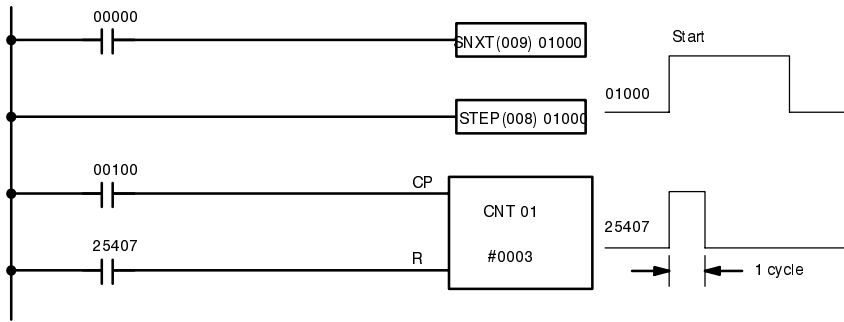 00000
SNXT(009) 01000
Start
01000
STEP(008) 01000
00100
CP
CNT 01
25407
25407
R
#0003
1 cycle